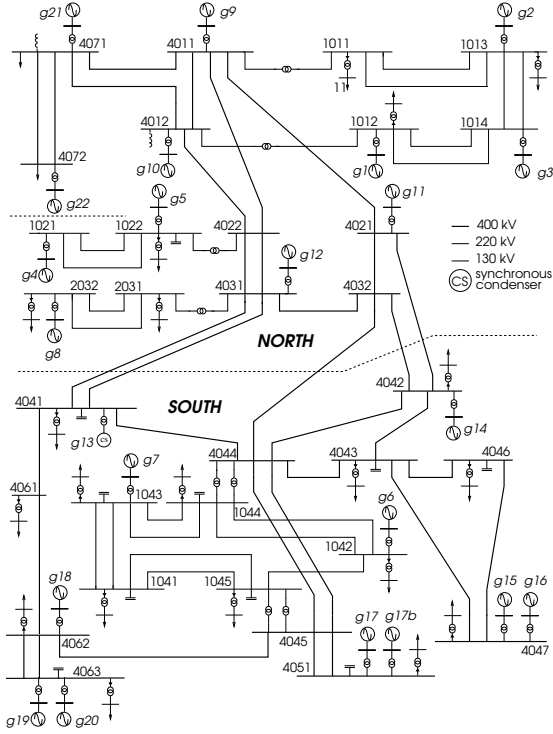 g21 g9 g2
4071 4011 1011 1013
11
4012 1012 1014
g10 g1 g3
4072
g22 g5 g11
1021 1022 4022 4021
g4 g12
400 kV
220 kV
130 kV
CS synchronous
condenser
2032 2031 4031 4032
g8
NORTH
SOUTH
4042
4041
g13 CS g14
4044 4043 4046
g7
4061 1043 1044 g6
1042
1041 1045
g18 g17 g17b g15 g16
4062 4045 4047
4063 4051
g19 g20